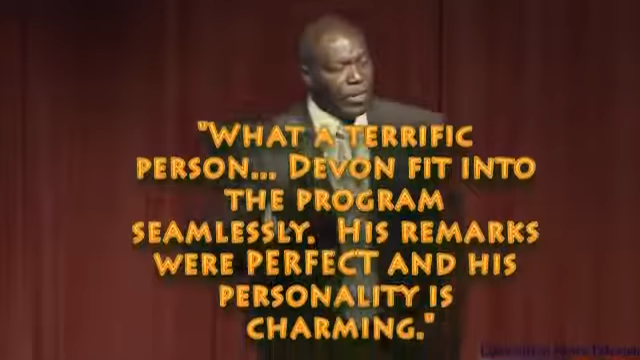 "What a terrific
person... Devon fit into
the program
seamlessly.  His remarks
were PERFECT and his
personality is
charming."